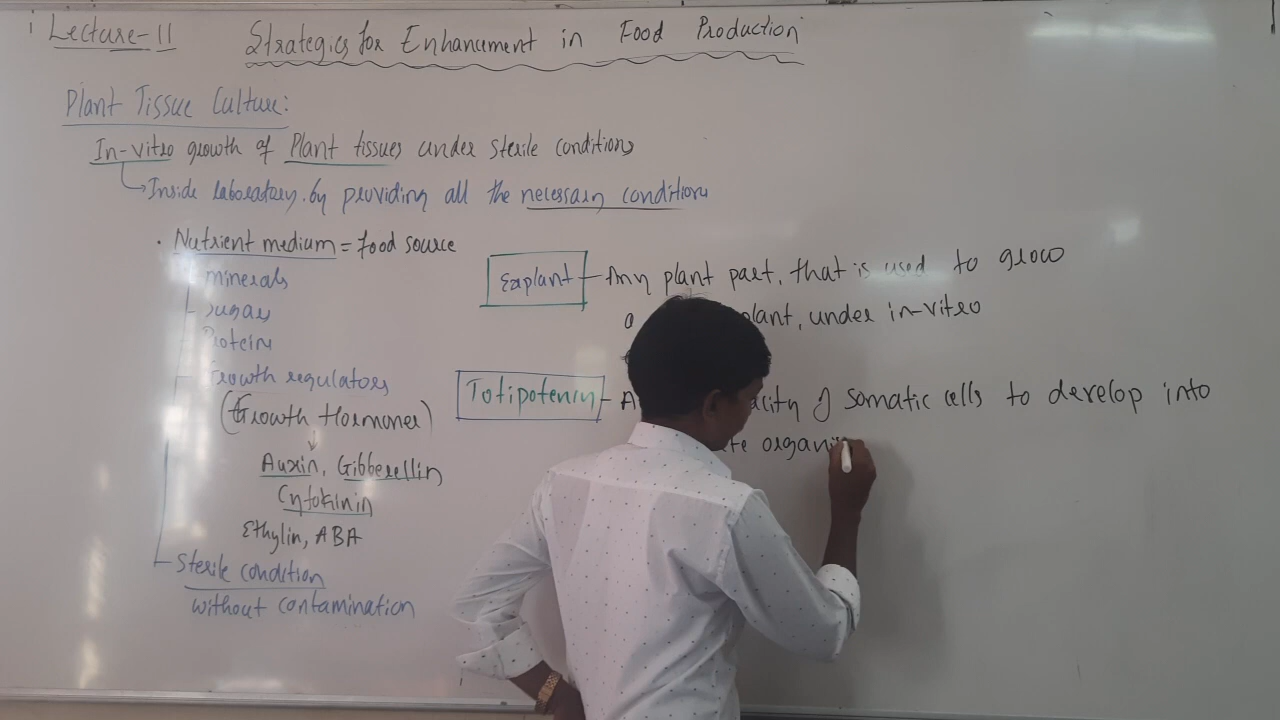 Lecture-11
Strategies for Enhancement in Food Production
Plant Tissue Culture:
In-vitro growth of Plant tissues under sterile conditions
Inside laboratory. by providing all the necessary conditions
Nutrient medium = food source
minerals
sugars
Protein
Growth regulators
(Growth Hormones)
Auxin, Gibberellin
Cytokinin
Ethylin, ABA
Sterile condition
without contamination
Explant - Any plant part, that is used to grow
plant, under in-vitro
Totipotency - of somatic cells to develop into